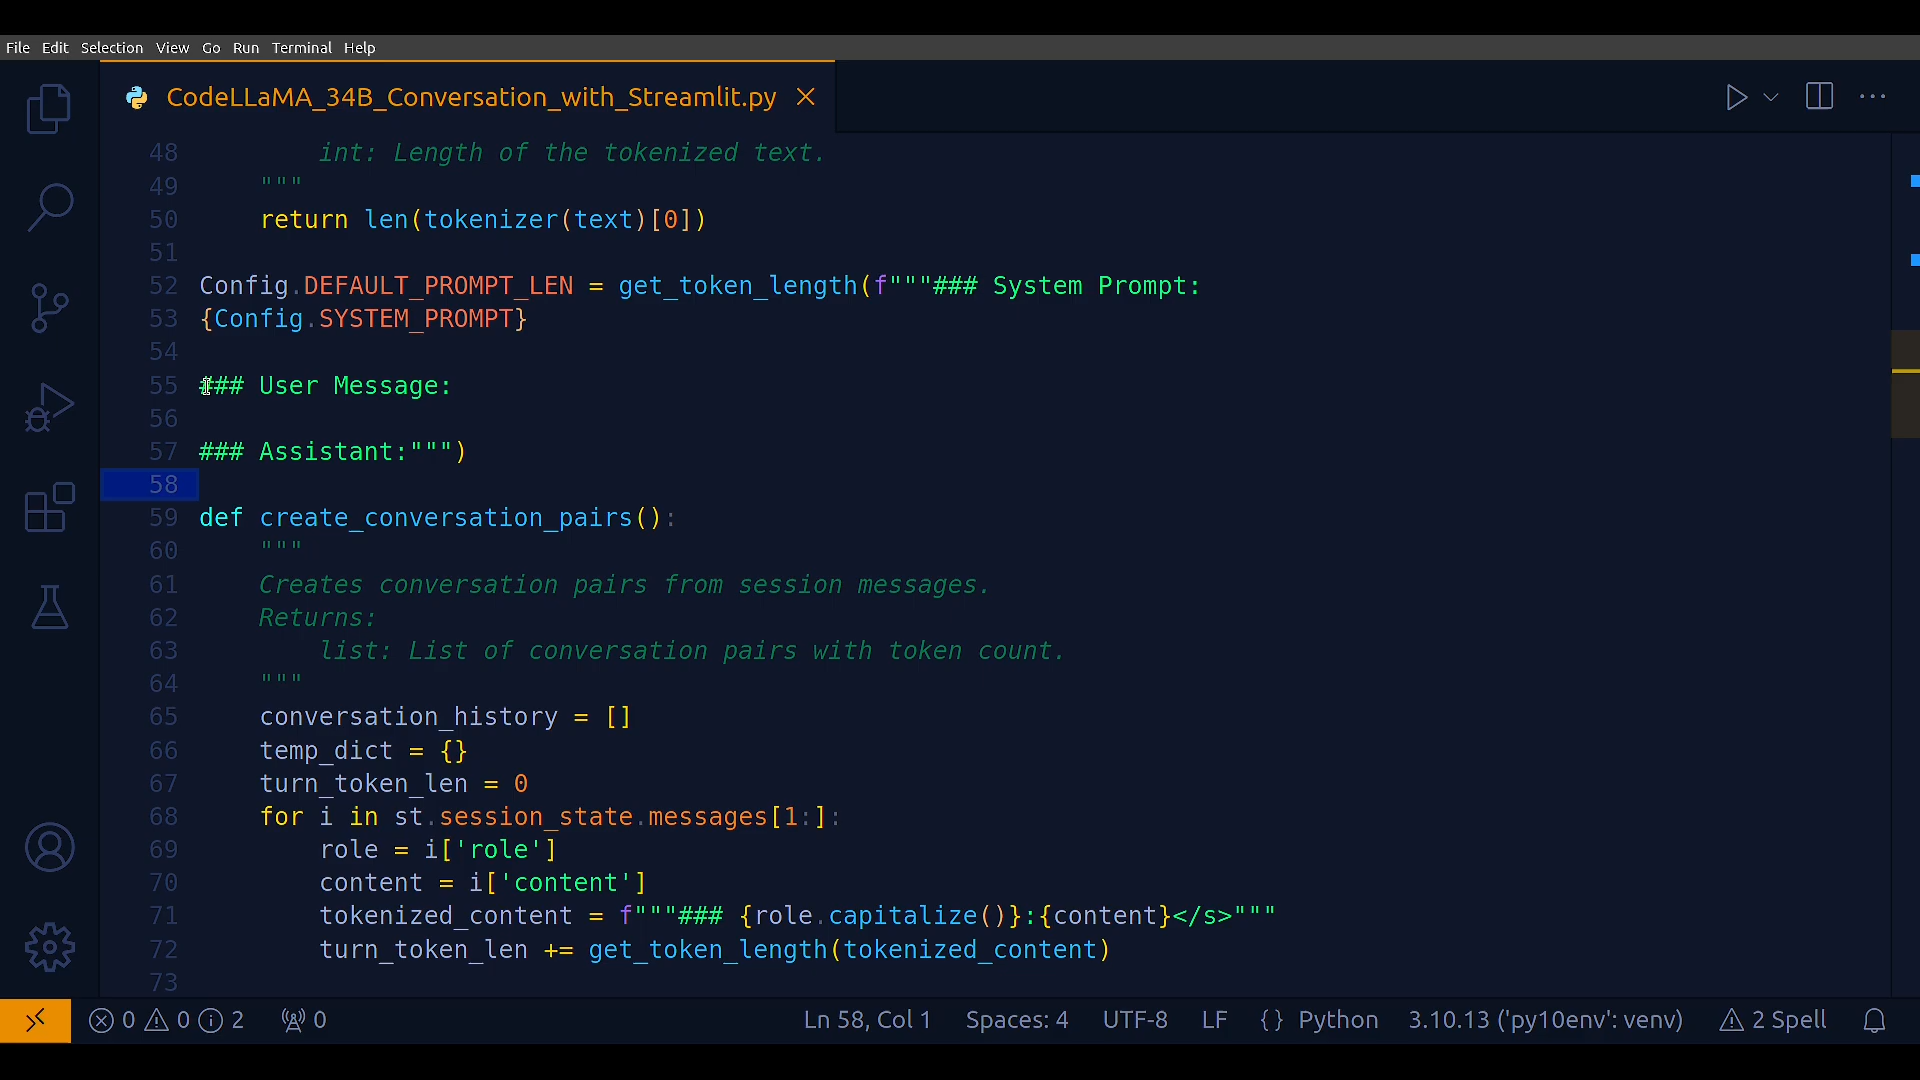 File Edit Selection View Go Run Terminal Help
CodeLLaMA_34B_Conversation_with_Streamlit.py
48         int: Length of the tokenized text.
49     """
50     return len(tokenizer(text)[0])
51
52 Config.DEFAULT_PROMPT_LEN = get_token_length(f"""### System Prompt:
53 {Config.SYSTEM_PROMPT}
54
55 ### User Message:
56
57 ### Assistant:""")
58
59 def create_conversation_pairs():
60     """
61     Creates conversation pairs from session messages.
62     Returns:
63         list: List of conversation pairs with token count.
64     """
65     conversation_history = []
66     temp_dict = {}
67     turn_token_len = 0
68     for i in st.session_state.messages[1:]:
69         role = i['role']
70         content = i['content']
71         tokenized_content = f"""### {role.capitalize()}:{content}</s>"""
72         turn_token_len += get_token_length(tokenized_content)
73
0 0 2 0 Ln 58, Col 1 Spaces: 4 UTF-8 LF {} Python 3.10.13 ('py10env': venv) 2 Spell